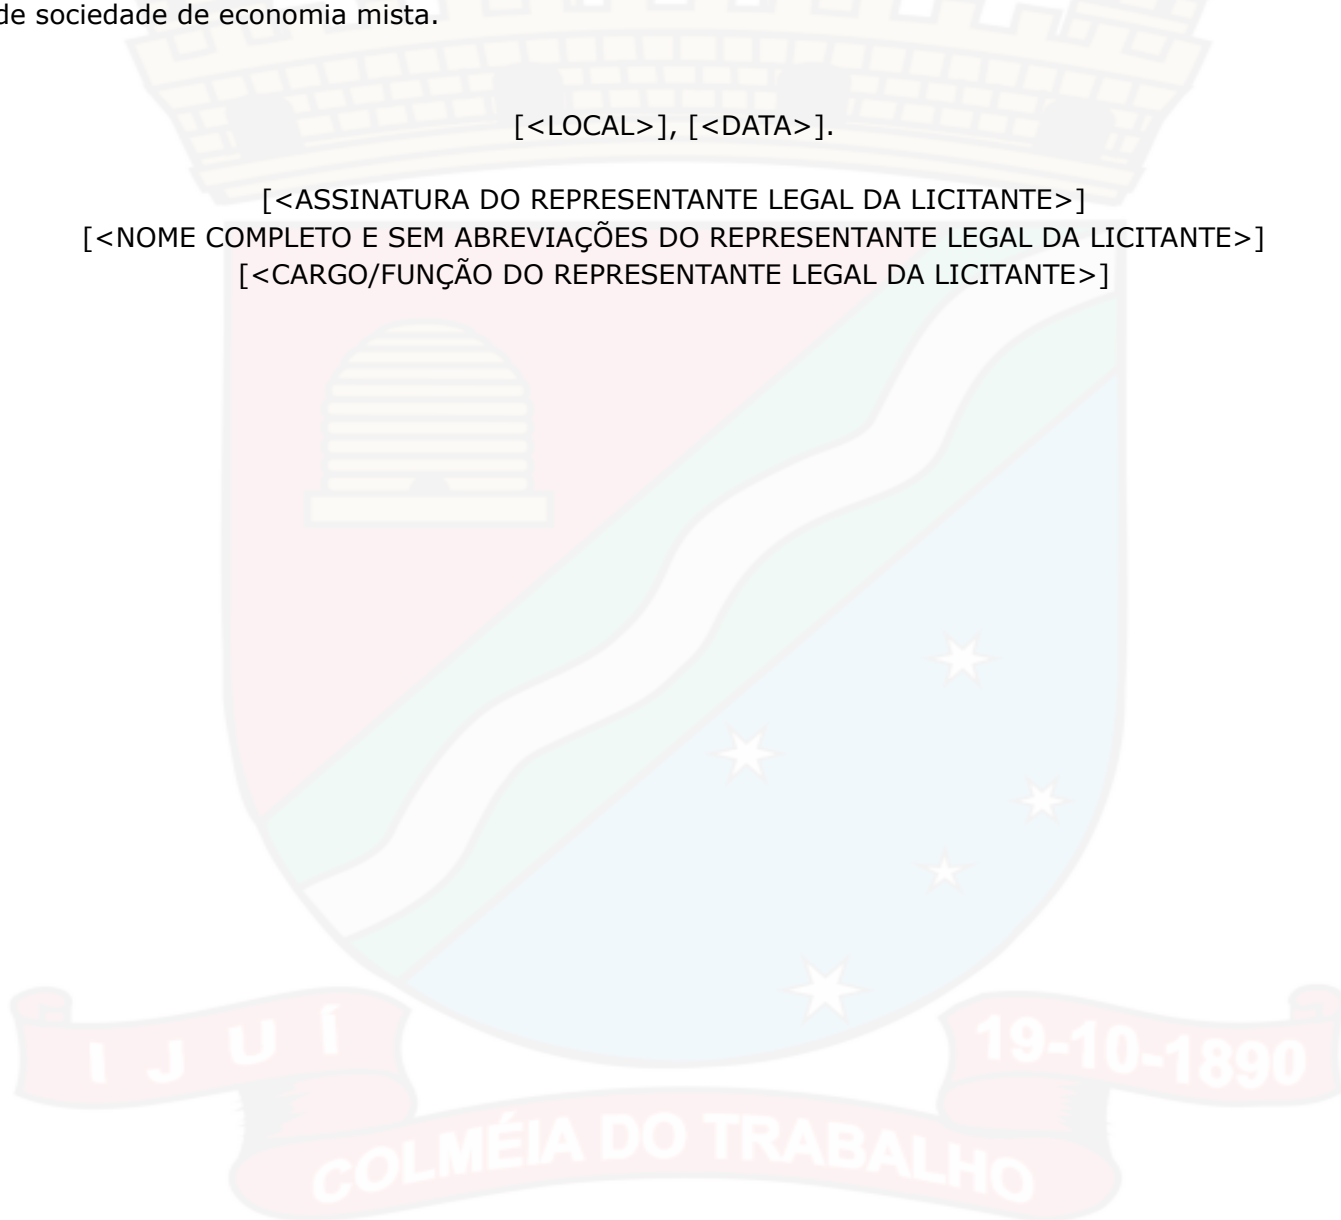 de sociedade de economia mista.
[<LOCAL>], [<DATA>].
[<ASSINATURA DO REPRESENTANTE LEGAL DA LICITANTE>]
[<NOME COMPLETO E SEM ABREVIAÇÕES DO REPRESENTANTE LEGAL DA LICITANTE>]
[<CARGO/FUNÇÃO DO REPRESENTANTE LEGAL DA LICITANTE>]
IJUÍ
19-10-1890
COLMÉIA DO TRABALHO